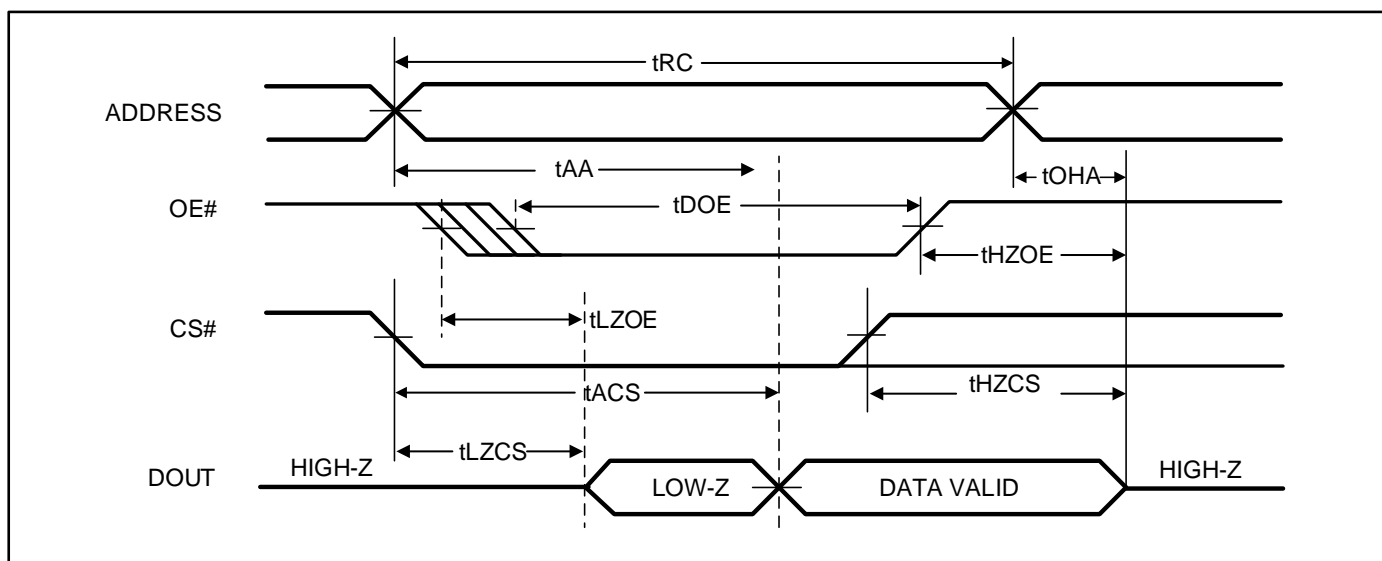 tRC
ADDRESS
tAA
tOHA
OE#
tDOE
tHZOE
CS#
tLZOE
tACS
tHZCS
tLZCS
DOUT
HIGH-Z
LOW-Z
DATA VALID
HIGH-Z